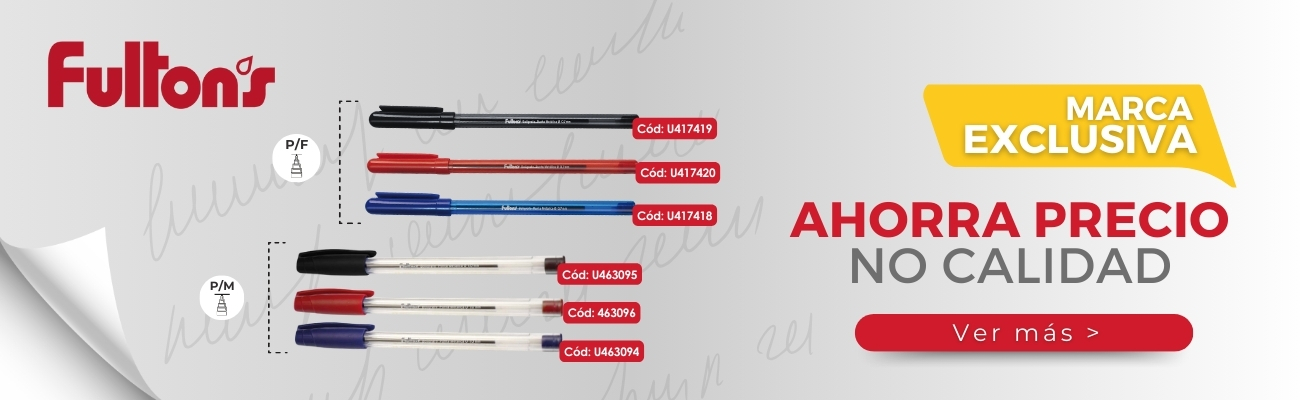 Fulton's
P/F
Cód: U417419
Cód: U417420
Cód: U417418
P/M
Cód: U463095
Cód: 463096
Cód: U463094
MARCA
EXCLUSIVA
AHORRA PRECIO
NO CALIDAD
Ver más >